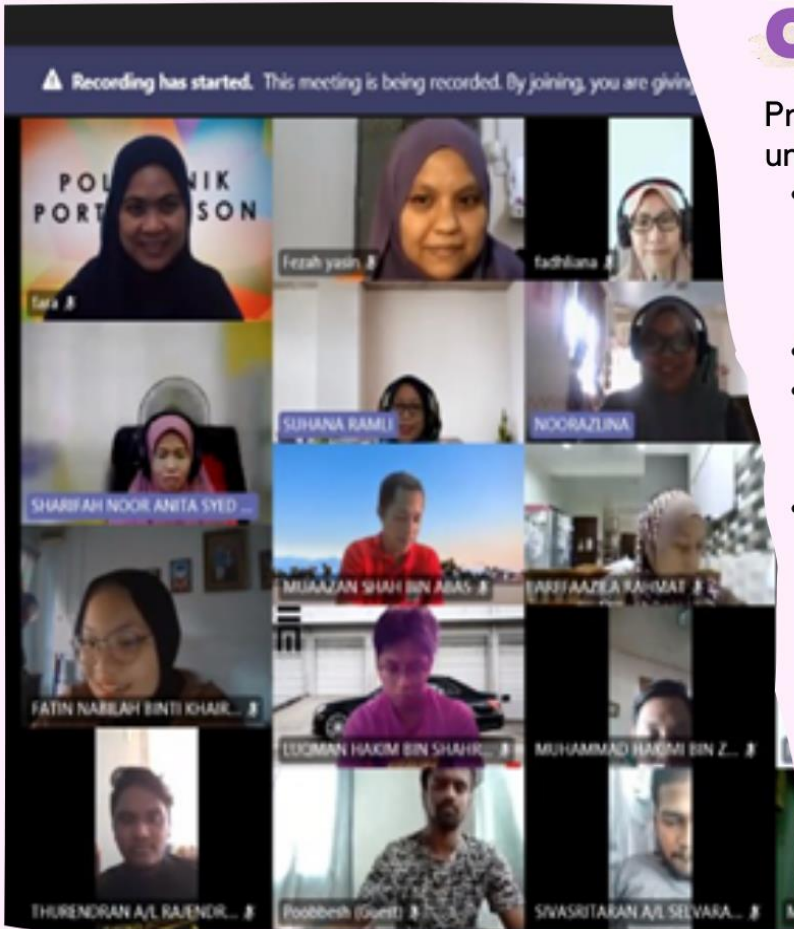 Recording has started. This meeting is being recorded. By joining, you are giving
POL NIK
PORT SON
fara
Fezah yasin
fadhliana
SHARIFAH NOOR ANITA SYED ...
SUHANA RAMLI
NOORAZLINA
MUAAZAN SHAH BIN ABAS
RAHMAT
FATIN NABILAH BINTI KHAIR...
LUQMAN HAKIM BIN SHAHR...
MUHAMMAD HAKIMI BIN Z...
THURENDRAN A/L RAJENDR...
Poobbesh (Guest)
SIVASRITARAN A/L SELVARA...
M
Pr
un